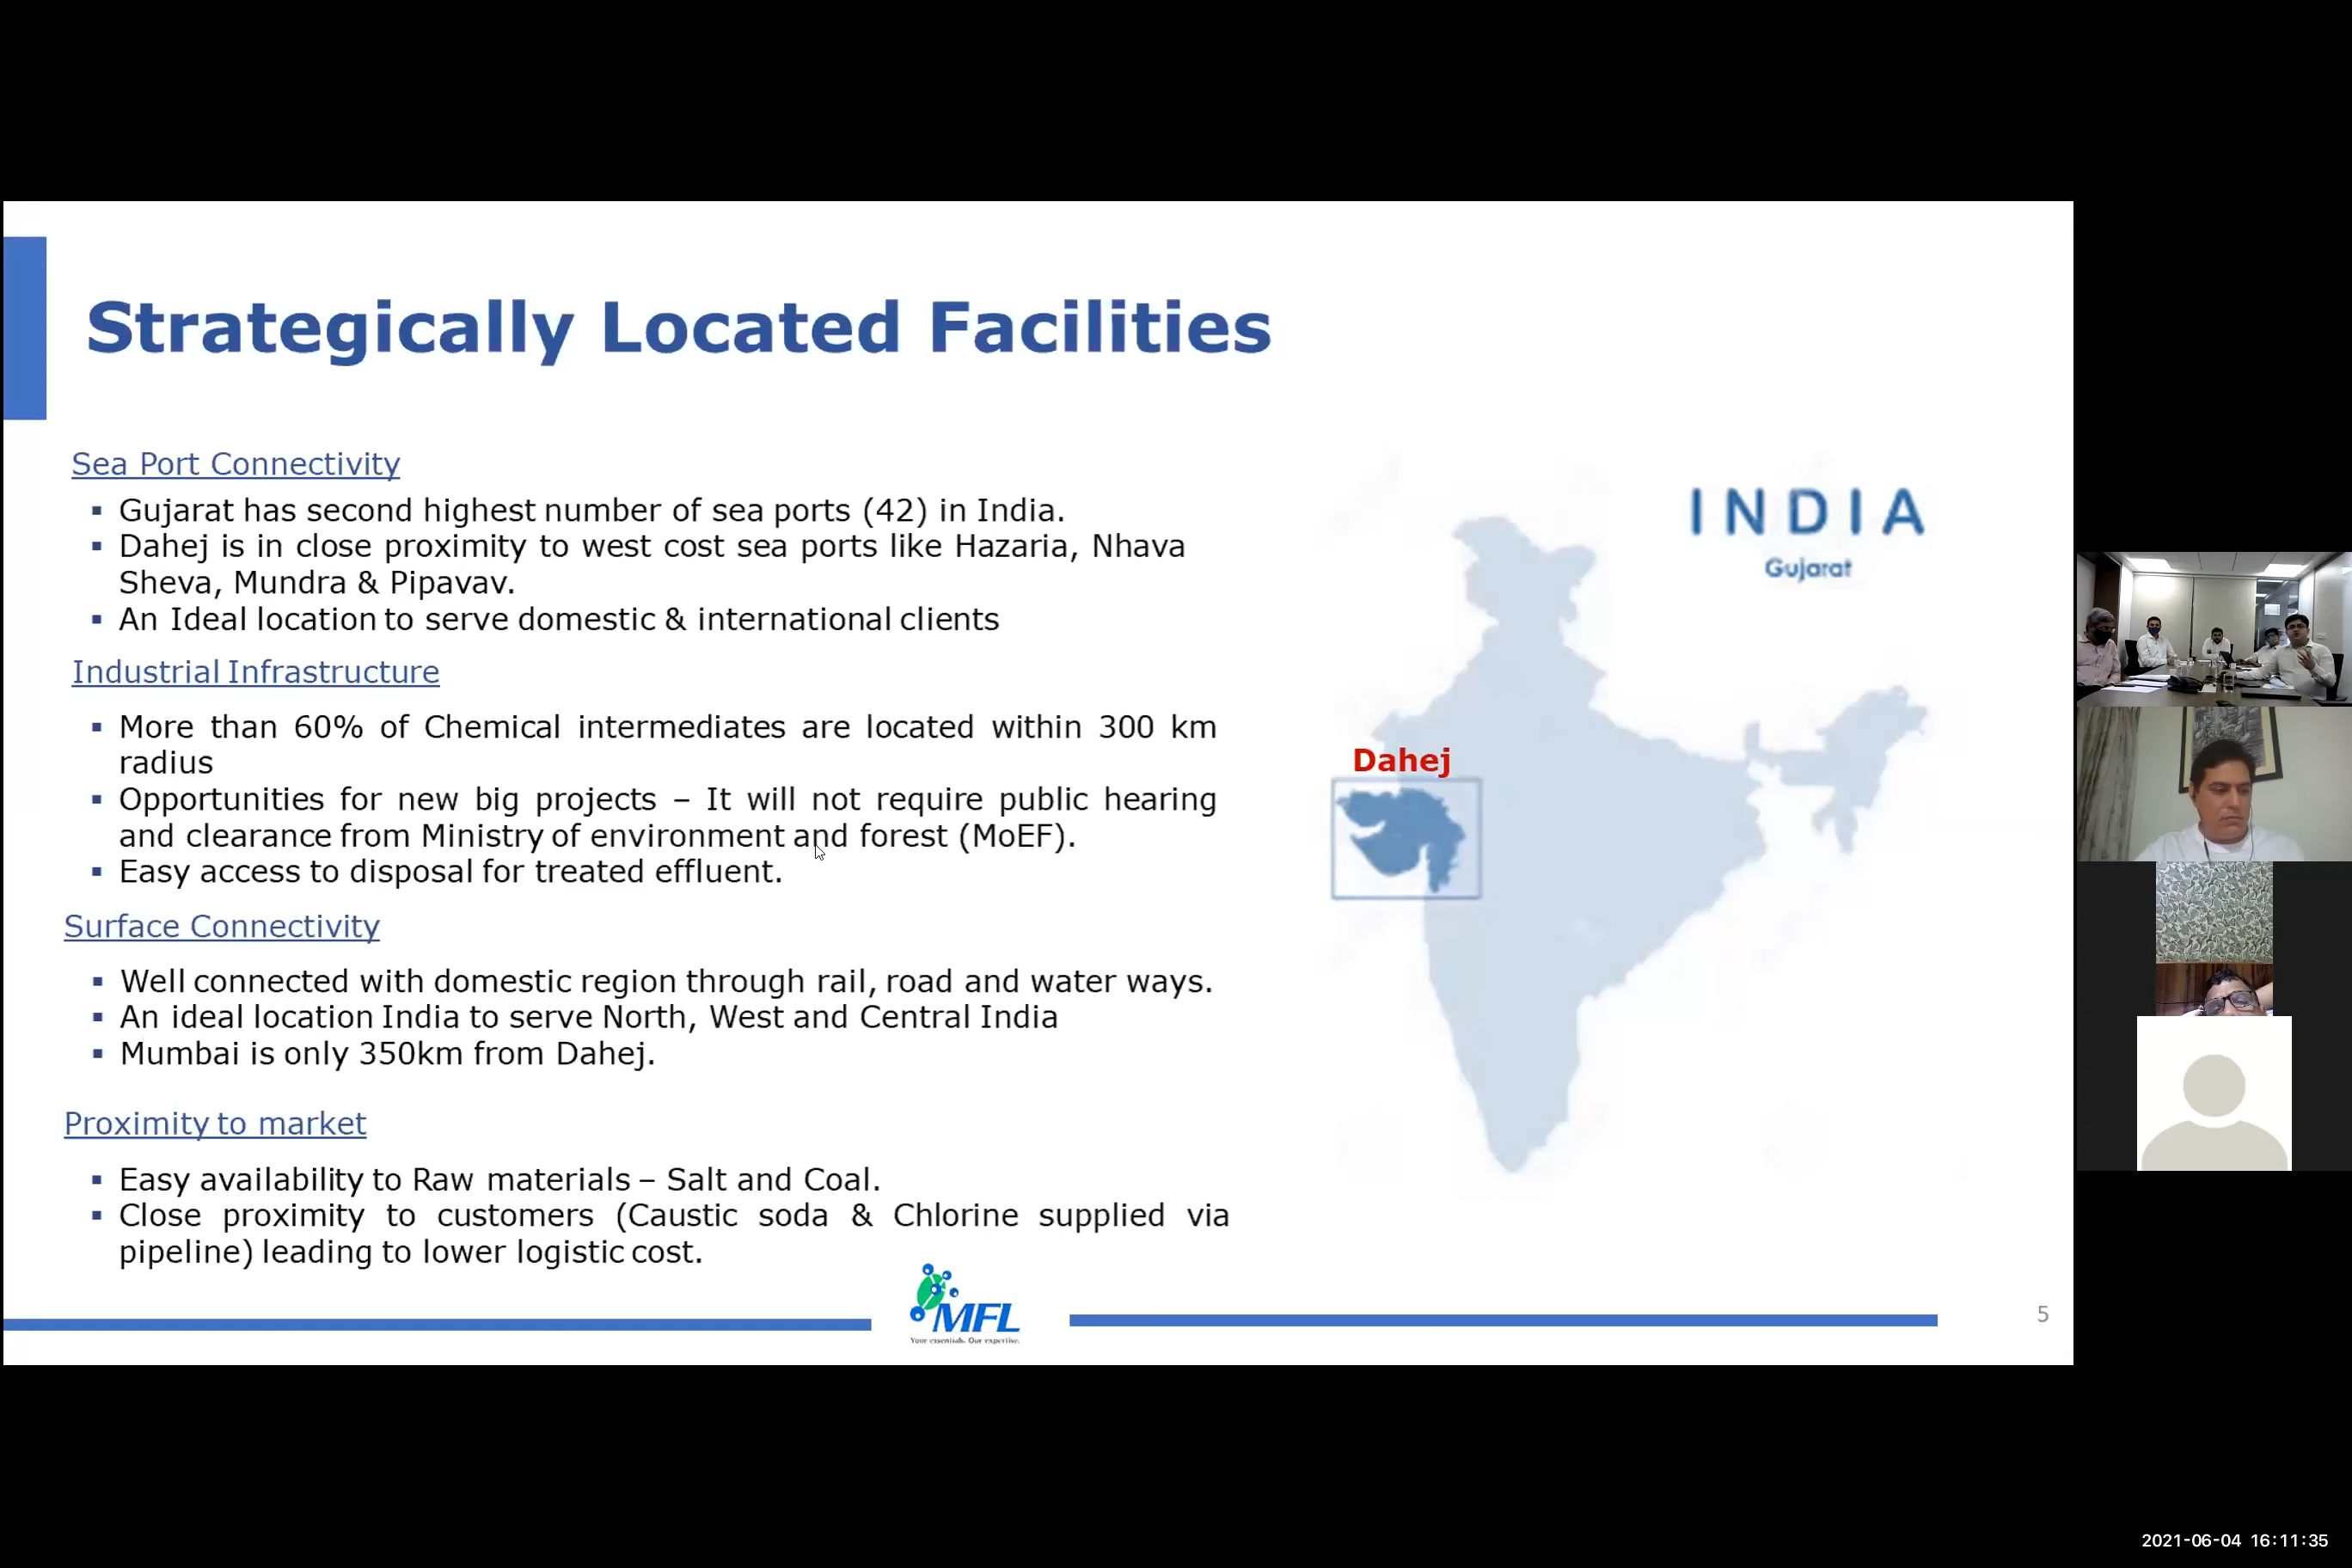 Strategically Located Facilities
Sea Port Connectivity
▪ Gujarat has second highest number of sea ports (42) in India.
▪ Dahej is in close proximity to west cost sea ports like Hazaria, Nhava
Sheva, Mundra & Pipavav.
▪ An Ideal location to serve domestic & international clients
Industrial Infrastructure
▪ More than 60% of Chemical intermediates are located within 300 km
radius
▪ Opportunities for new big projects – It will not require public hearing
and clearance from Ministry of environment and forest (MoEF).
▪ Easy access to disposal for treated effluent.
Surface Connectivity
▪ Well connected with domestic region through rail, road and water ways.
▪ An ideal location India to serve North, West and Central India
▪ Mumbai is only 350km from Dahej.
Proximity to market
▪ Easy availability to Raw materials – Salt and Coal.
▪ Close proximity to customers (Caustic soda & Chlorine supplied via
pipeline) leading to lower logistic cost.
INDIA
Gujarat
Dahej
MFL
Your essentials. Our expertise.
5
2021-06-04 16:11:35